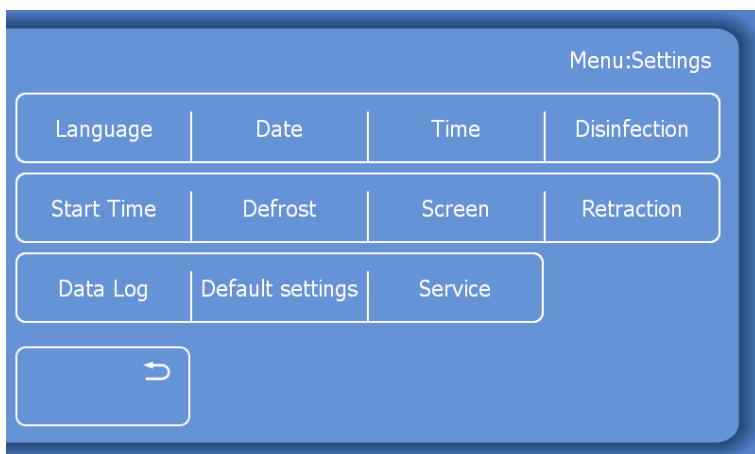 Menu:Settings
Language Date Time Disinfection
Start Time Defrost Screen Retraction
Data Log Default settings Service